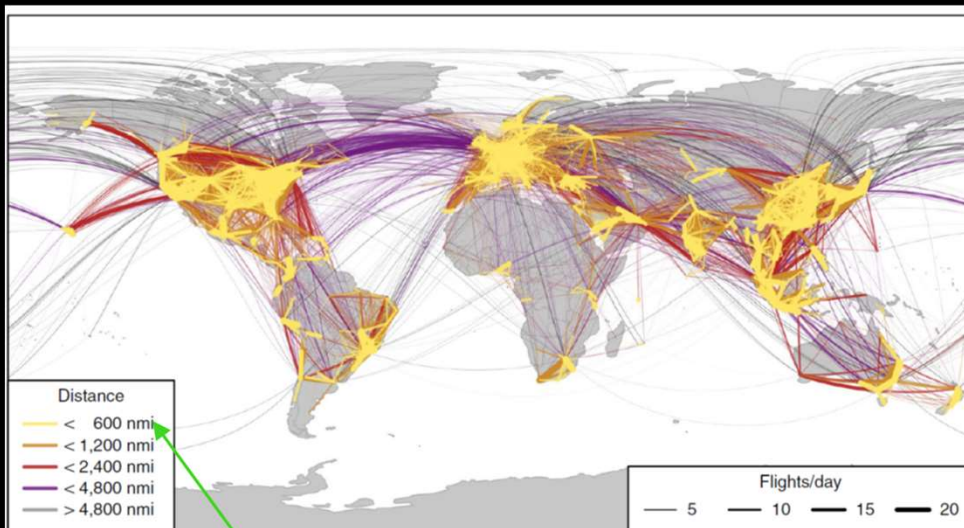 Distance
< 600 nmi
< 1,200 nmi
< 2,400 nmi
< 4,800 nmi
> 4,800 nmi
Flights/day
5 10 15 20